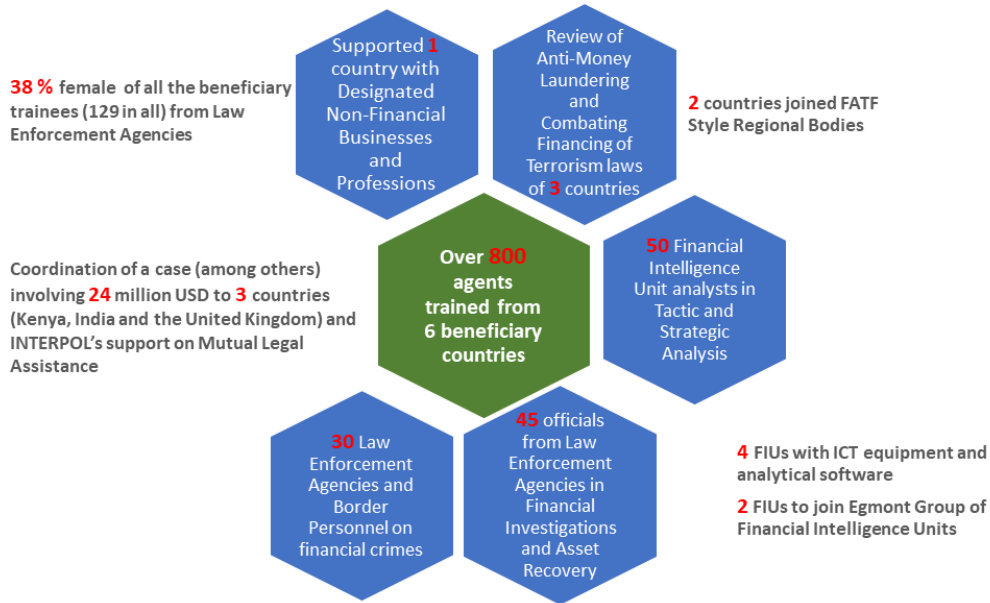 Supported 1
country with
Designated
Non-Financial
Businesses
and
Professions
Review of
Anti-Money
Laundering
and
Combating
Financing of
Terrorism laws
of 3 countries
38 % female of all the beneficiary
trainees (129 in all) from Law
Enforcement Agencies
2 countries joined FATF
Style Regional Bodies
Over 800
agents
trained from
6 beneficiary
countries
50 Financial
Intelligence
Unit analysts in
Tactic and
Strategic
Analysis
Coordination of a case (among others)
involving 24 million USD to 3 countries
(Kenya, India and the United Kingdom) and
INTERPOL's support on Mutual Legal
Assistance
30 Law
Enforcement
Agencies and
Border
Personnel on
financial crimes
45 officials
from Law
Enforcement
Agencies in
Financial
Investigations
and Asset
Recovery
4 FIUs with ICT equipment and
analytical software
2 FIUs to join Egmont Group of
Financial Intelligence Units